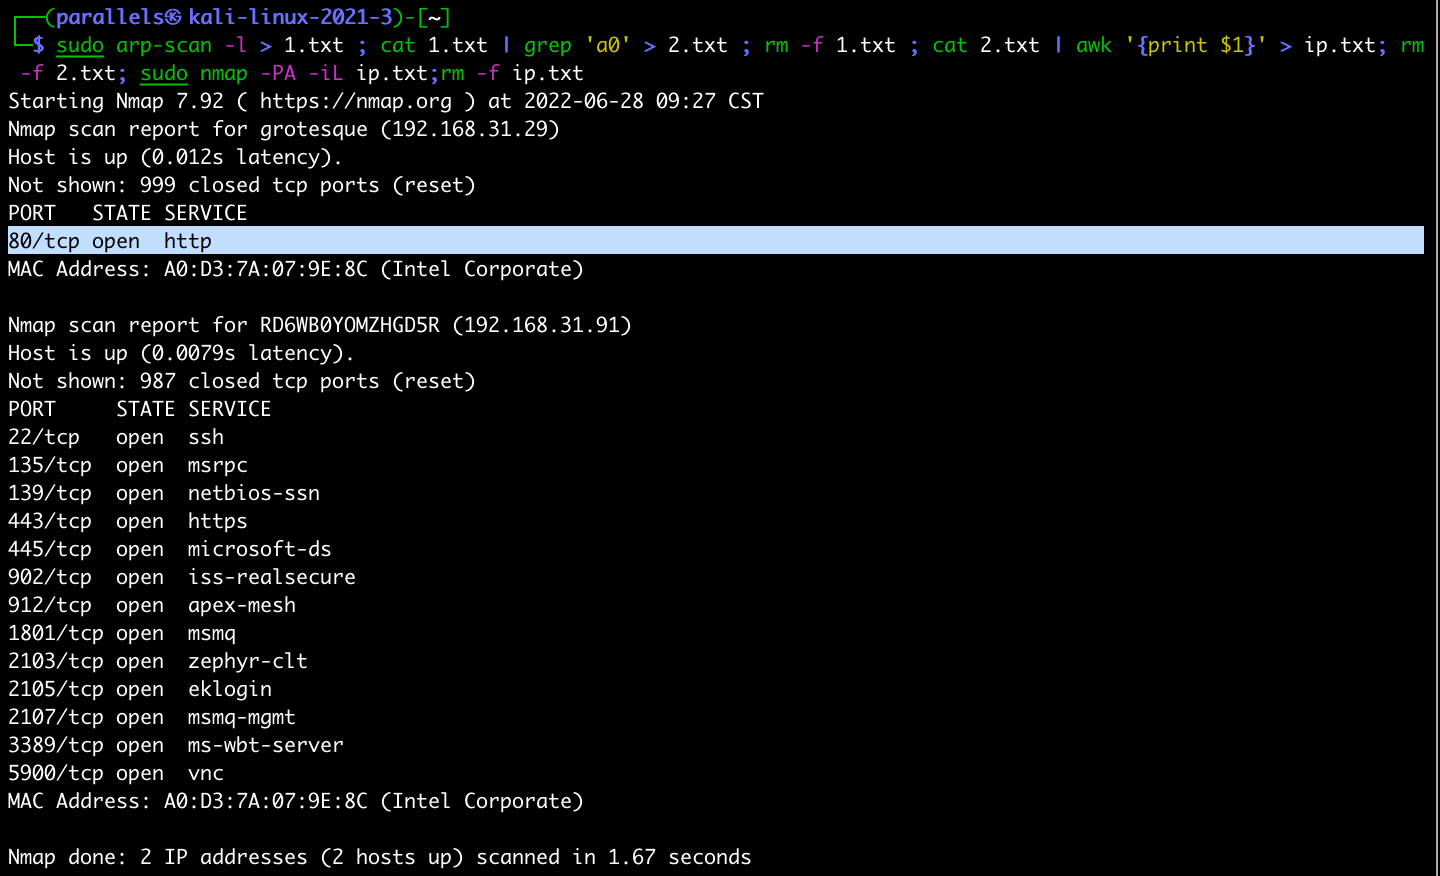 ┌──(parallels㉿kali-linux-2021-3)-[~]
└─$ sudo arp-scan -l > 1.txt ; cat 1.txt | grep 'a0' > 2.txt ; rm -f 1.txt ; cat 2.txt | awk '{print $1}' > ip.txt; rm
-f 2.txt; sudo nmap -PA -iL ip.txt;rm -f ip.txt
Starting Nmap 7.92 ( https://nmap.org ) at 2022-06-28 09:27 CST
Nmap scan report for grotesque (192.168.31.29)
Host is up (0.012s latency).
Not shown: 999 closed tcp ports (reset)
PORT   STATE SERVICE
80/tcp open  http
MAC Address: A0:D3:7A:07:9E:8C (Intel Corporate)
Nmap scan report for RD6WB0YOMZHGD5R (192.168.31.91)
Host is up (0.0079s latency).
Not shown: 987 closed tcp ports (reset)
PORT     STATE SERVICE
22/tcp   open  ssh
135/tcp  open  msrpc
139/tcp  open  netbios-ssn
443/tcp  open  https
445/tcp  open  microsoft-ds
902/tcp  open  iss-realsecure
912/tcp  open  apex-mesh
1801/tcp open  msmq
2103/tcp open  zephyr-clt
2105/tcp open  eklogin
2107/tcp open  msmq-mgmt
3389/tcp open  ms-wbt-server
5900/tcp open  vnc
MAC Address: A0:D3:7A:07:9E:8C (Intel Corporate)
Nmap done: 2 IP addresses (2 hosts up) scanned in 1.67 seconds